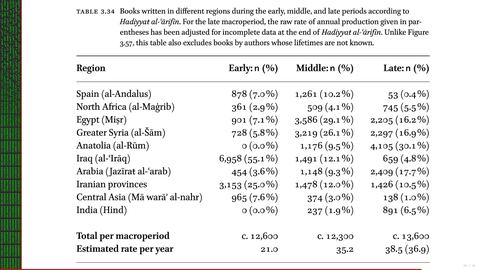 TABLE 3.34 Books written in different regions during the early, middle, and late periods according to
Hadiyyat al-ʿārifīn. For the late macroperiod, the raw rate of annual production given in par-
entheses has been adjusted for incomplete data at the end of Hadiyyat al-ʿārifīn. Unlike Figure
3.57, this table also excludes books by authors whose lifetimes are not known.
Region Early: n (%) Middle: n (%) Late: n (%)
Spain (al-Andalus) 878 (7.0%) 1,261 (10.2%) 53 (0.4%)
North Africa (al-Maġrib) 361 (2.9%) 509 (4.1%) 745 (5.5%)
Egypt (Miṣr) 901 (7.1%) 3,586 (29.1%) 2,205 (16.2%)
Greater Syria (al-Šām) 728 (5.8%) 3,219 (26.1%) 2,297 (16.9%)
Anatolia (al-Rūm) 0 (0.0%) 1,176 (9.5%) 4,105 (30.1%)
Iraq (al-ʿIrāq) 6,958 (55.1%) 1,491 (12.1%) 659 (4.8%)
Arabia (Jazīrat al-ʿarab) 454 (3.6%) 1,148 (9.3%) 2,409 (17.7%)
Iranian provinces 3,153 (25.0%) 1,478 (12.0%) 1,426 (10.5%)
Central Asia (Mā warāʾ al-nahr) 965 (7.6%) 374 (3.0%) 138 (1.0%)
India (Hind) 0 (0.0%) 237 (1.9%) 891 (6.5%)
Total per macroperiod c. 12,600 c. 12,300 c. 13,600
Estimated rate per year 21.0 35.2 38.5 (36.9)